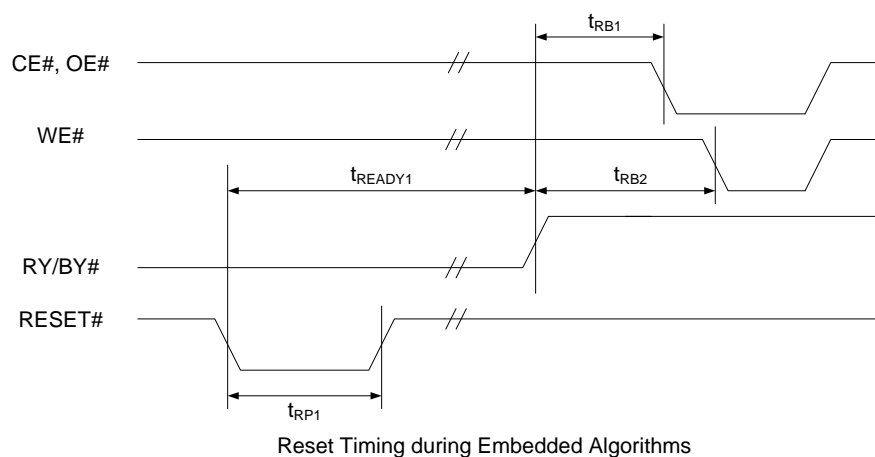 tRB1
CE#, OE#
WE#
tREADY1
tRB2
RY/BY#
RESET#
tRP1
Reset Timing during Embedded Algorithms